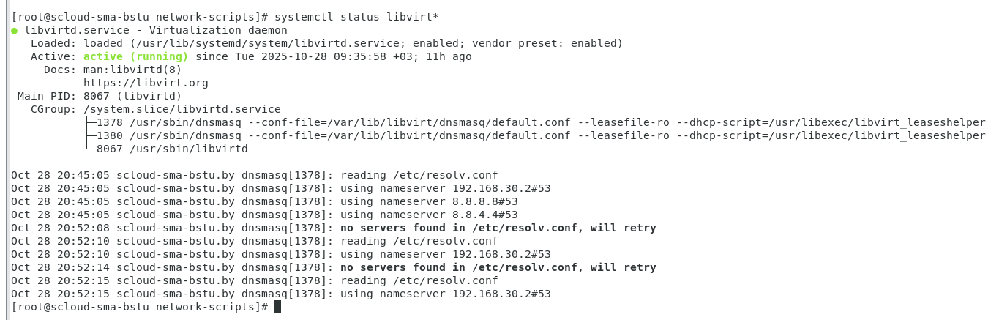 [root@scloud-sma-bstu network-scripts]# systemctl status libvirt*
● libvirtd.service - Virtualization daemon
   Loaded: loaded (/usr/lib/systemd/system/libvirtd.service; enabled; vendor preset: enabled)
   Active: active (running) since Tue 2025-10-28 09:35:58 +03; 11h ago
     Docs: man:libvirtd(8)
           https://libvirt.org
 Main PID: 8067 (libvirtd)
   CGroup: /system.slice/libvirtd.service
           ├─1378 /usr/sbin/dnsmasq --conf-file=/var/lib/libvirt/dnsmasq/default.conf --leasefile-ro --dhcp-script=/usr/libexec/libvirt_leaseshelper
           ├─1380 /usr/sbin/dnsmasq --conf-file=/var/lib/libvirt/dnsmasq/default.conf --leasefile-ro --dhcp-script=/usr/libexec/libvirt_leaseshelper
           └─8067 /usr/sbin/libvirtd

Oct 28 20:45:05 scloud-sma-bstu.by dnsmasq[1378]: reading /etc/resolv.conf
Oct 28 20:45:05 scloud-sma-bstu.by dnsmasq[1378]: using nameserver 192.168.30.2#53
Oct 28 20:45:05 scloud-sma-bstu.by dnsmasq[1378]: using nameserver 8.8.8.8#53
Oct 28 20:45:05 scloud-sma-bstu.by dnsmasq[1378]: using nameserver 8.8.4.4#53
Oct 28 20:52:08 scloud-sma-bstu.by dnsmasq[1378]: no servers found in /etc/resolv.conf, will retry
Oct 28 20:52:10 scloud-sma-bstu.by dnsmasq[1378]: reading /etc/resolv.conf
Oct 28 20:52:10 scloud-sma-bstu.by dnsmasq[1378]: using nameserver 192.168.30.2#53
Oct 28 20:52:14 scloud-sma-bstu.by dnsmasq[1378]: no servers found in /etc/resolv.conf, will retry
Oct 28 20:52:15 scloud-sma-bstu.by dnsmasq[1378]: reading /etc/resolv.conf
Oct 28 20:52:15 scloud-sma-bstu.by dnsmasq[1378]: using nameserver 192.168.30.2#53
[root@scloud-sma-bstu network-scripts]#